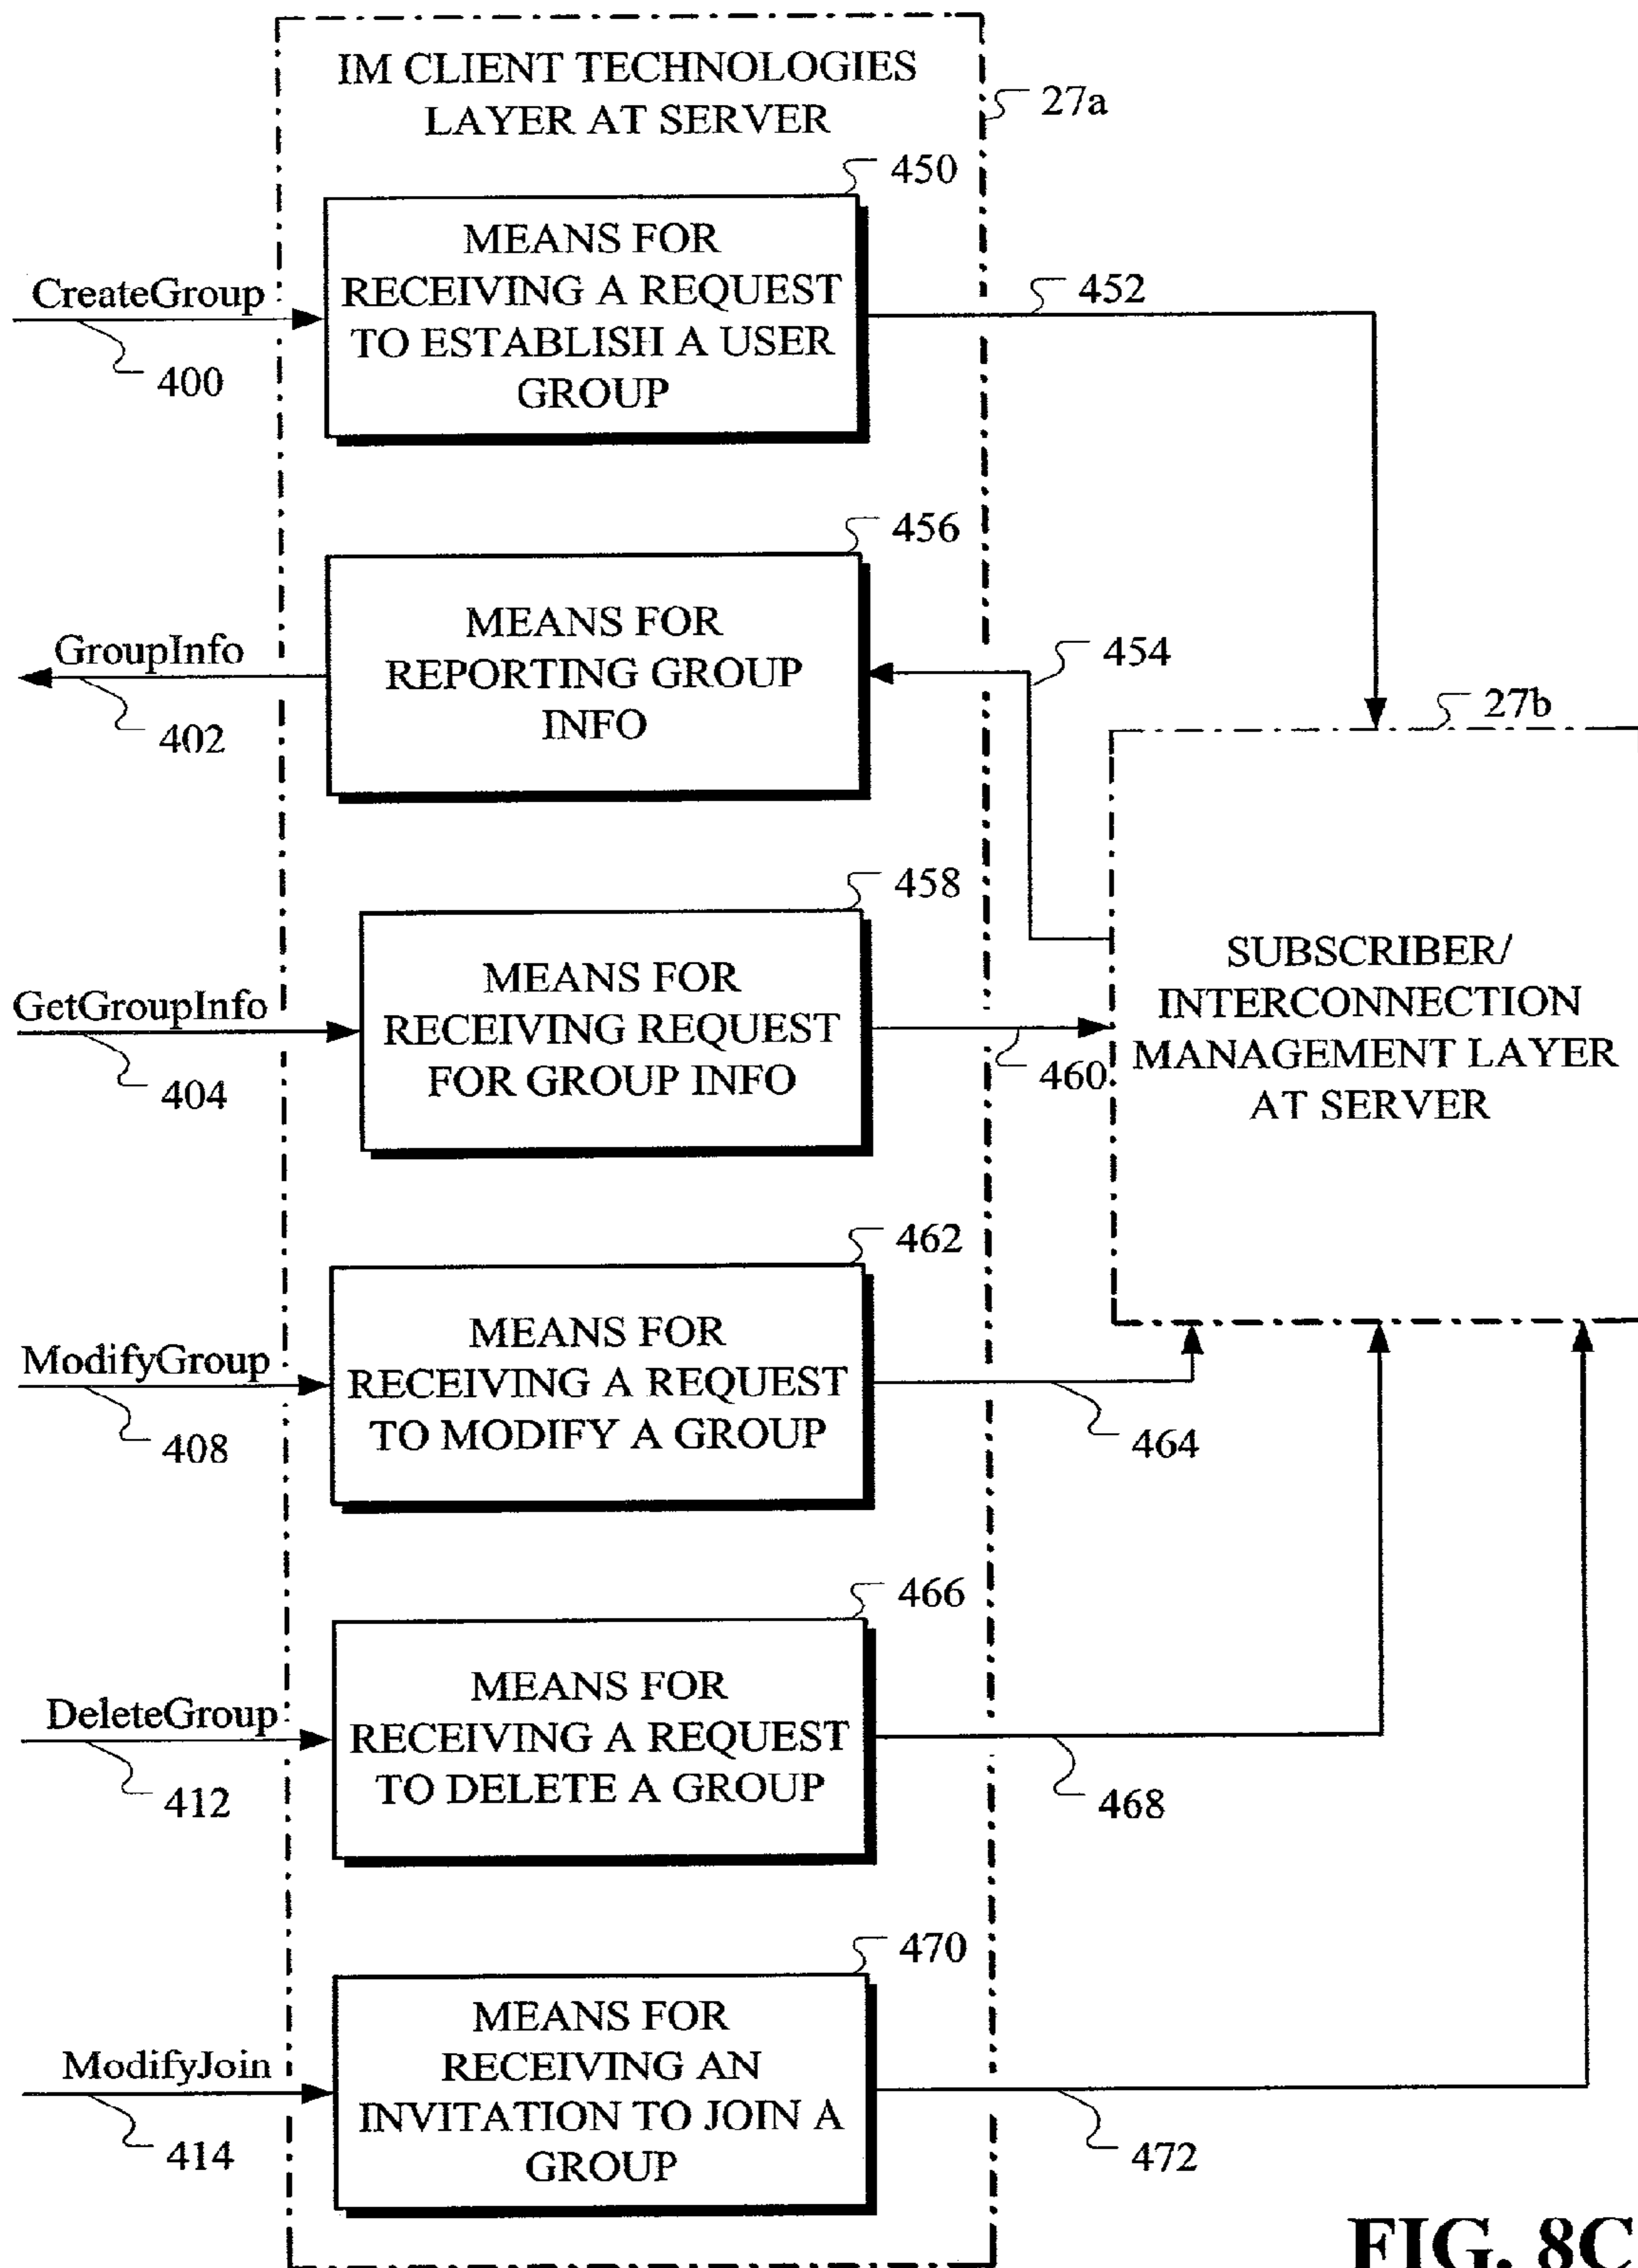 IM CLIENT TECHNOLOGIES
LAYER AT SERVER
27a
450
MEANS FOR
RECEIVING A REQUEST
TO ESTABLISH A USER
GROUP
CreateGroup
400
452
456
MEANS FOR
REPORTING GROUP
INFO
GroupInfo
402
454
27b
458
MEANS FOR
RECEIVING REQUEST
FOR GROUP INFO
GetGroupInfo
404
460
SUBSCRIBER/
INTERCONNECTION
MANAGEMENT LAYER
AT SERVER
462
MEANS FOR
RECEIVING A REQUEST
TO MODIFY A GROUP
ModifyGroup
408
464
466
MEANS FOR
RECEIVING A REQUEST
TO DELETE A GROUP
DeleteGroup
412
468
470
MEANS FOR
RECEIVING AN
INVITATION TO JOIN A
GROUP
ModifyJoin
414
472
FIG. 8C